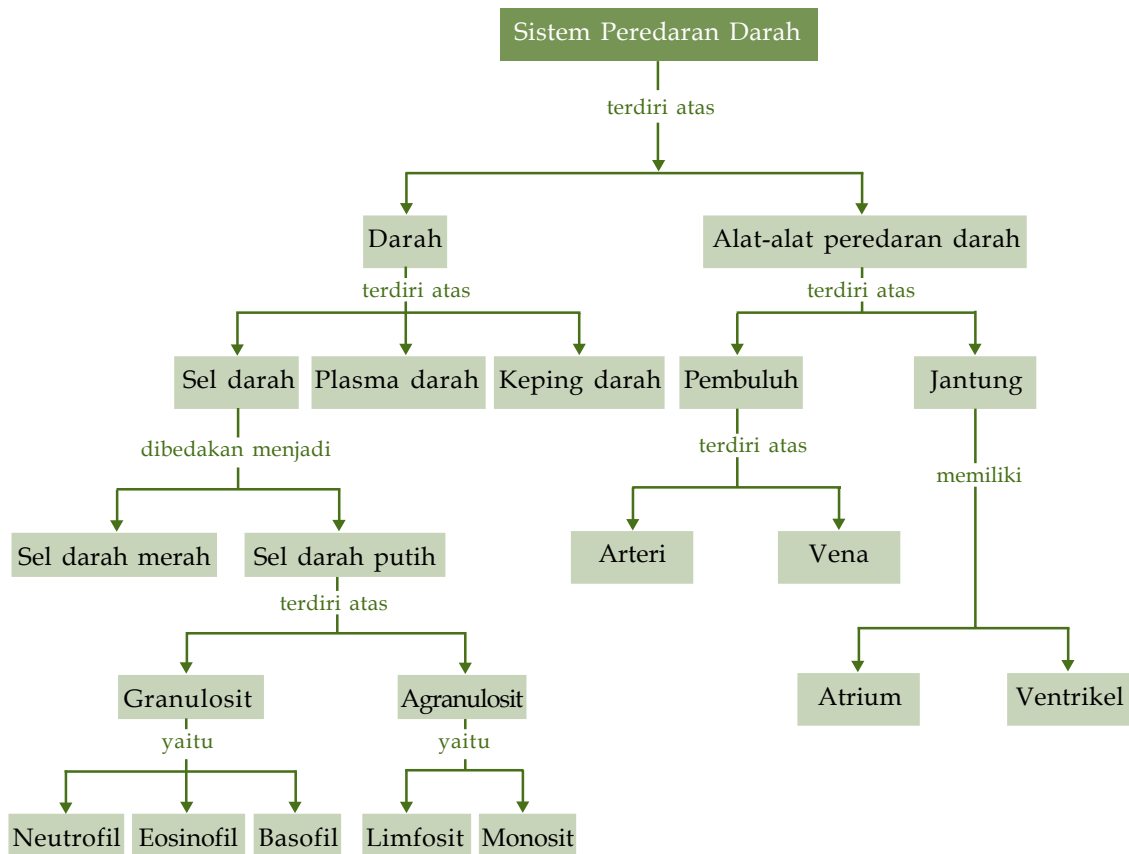 Sistem Peredaran Darah
terdiri atas
Darah
Alat-alat peredaran darah
terdiri atas
terdiri atas
Sel darah
Plasma darah
Keping darah
Pembuluh
Jantung
dibedakan menjadi
terdiri atas
memiliki
Sel darah merah
Sel darah putih
Arteri
Vena
terdiri atas
Granulosit
Agranulosit
Atrium
Ventrikel
yaitu
yaitu
Neutrofil
Eosinofil
Basofil
Limfosit
Monosit